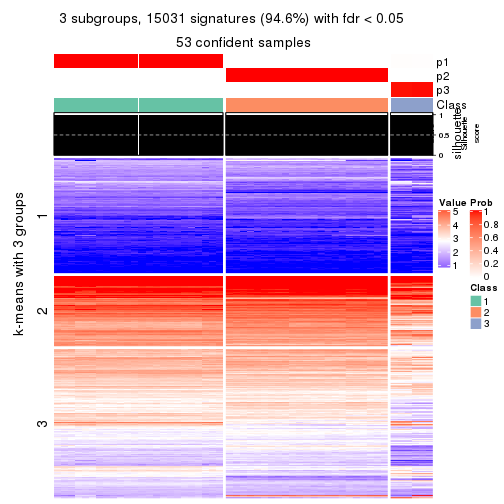 3 subgroups, 15031 signatures (94.6%) with fdr < 0.05
53 confident samples
p1
p2
p3
Class
silhouette
1
0.5
0
Silhouette
score
k-means with 3 groups
1
2
3
Value
5
4
3
2
1
Prob
1
0.8
0.6
0.4
0.2
0
Class
1
2
3